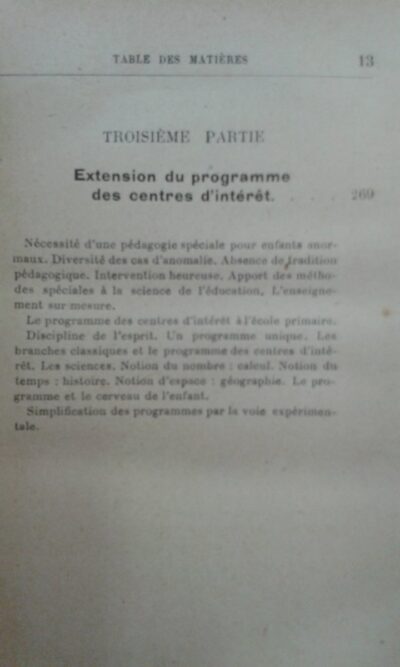 TABLE DES MATIÈRES 13
TROISIÈME PARTIE
Extension du programme
des centres d'intérêt. . . . . 269
Nécessité d'une pédagogie spéciale pour enfants anor-
maux. Diversité des cas d'anomalie. Absence de tradition
pédagogique. Intervention heureuse. Apport des métho-
des spéciales à la science de l'éducation, L'enseigne-
ment sur mesure.
Le programme des centres d'intérêt à l'école primaire.
Discipline de l'esprit. Un programme unique. Les
branches classiques et le programme des centres d'inté-
rêt. Les sciences. Notion du nombre : calcul. Notion du
temps : histoire. Notion d'espace : géographie. Le pro-
gramme et le cerveau de l'enfant.
Simplification des programmes par la voie expérimen-
tale.